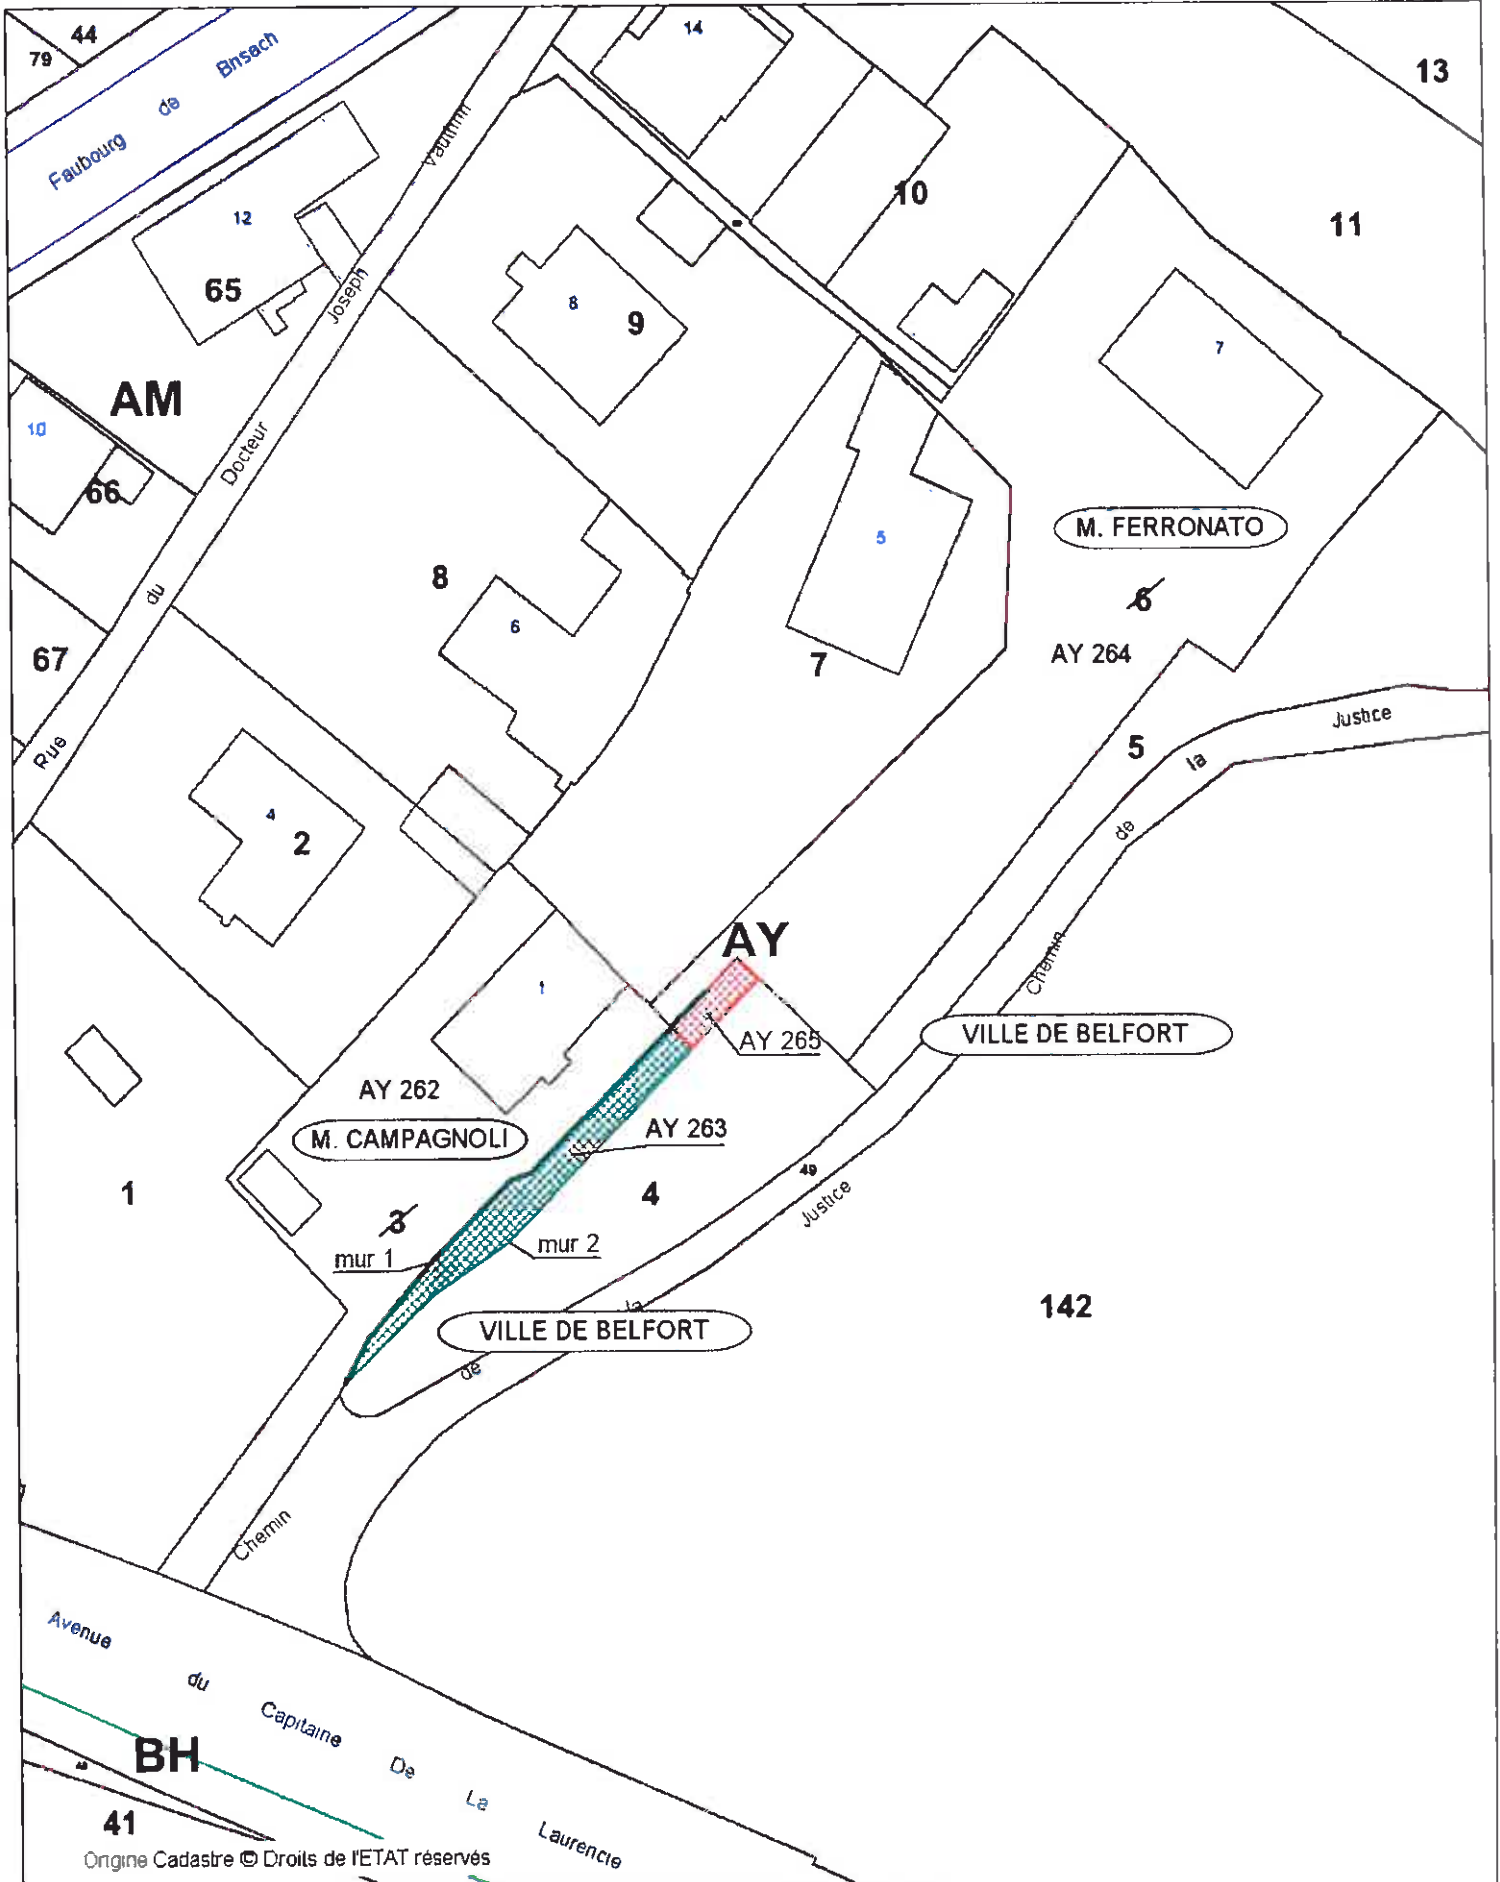 44
79
Faubourg de Brisach
14
13
Vauthrin
12
10
11
65
Joseph
8
9
7
AM
10
Docteur
66
M. FERRONATO
5
8
6
du
6
AY 264
67
7
Rue
5
Justice
la
de
4
2
AY
Chemin
1
VILLE DE BELFORT
AY 265
AY 262
M. CAMPAGNOLI
AY 263
49
1
4
Justice
3
mur 2
mur 1
142
la
VILLE DE BELFORT
de
Chemin
Avenue du Capitaine De La Laurencie
BH
41
Origine Cadastre © Droits de l'ETAT réservés